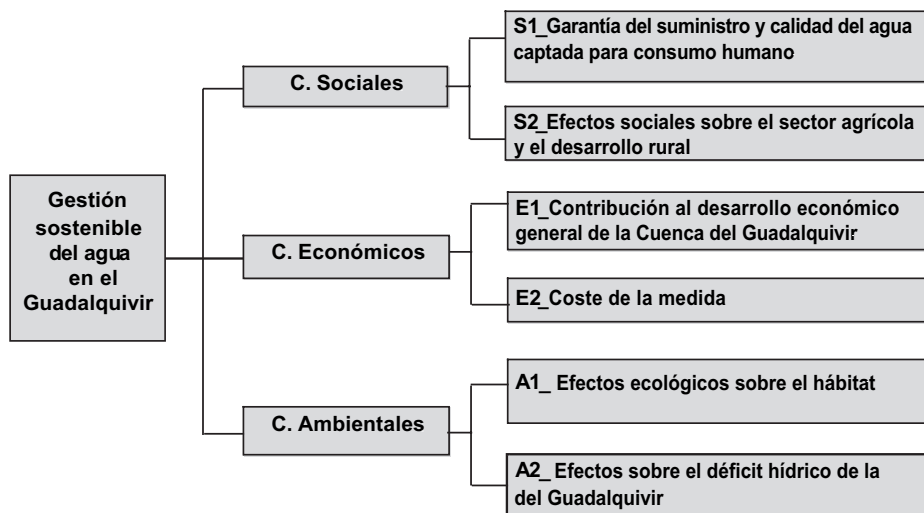 Gestión
sostenible
del agua
en el
Guadalquivir
C. Sociales
S1_Garantía del suministro y calidad del agua
captada para consumo humano
S2_Efectos sociales sobre el sector agrícola
y el desarrollo rural
C. Económicos
E1_Contribución al desarrollo económico
general de la Cuenca del Guadalquivir
E2_Coste de la medida
C. Ambientales
A1_ Efectos ecológicos sobre el hábitat
A2_ Efectos sobre el déficit hídrico de la
del Guadalquivir